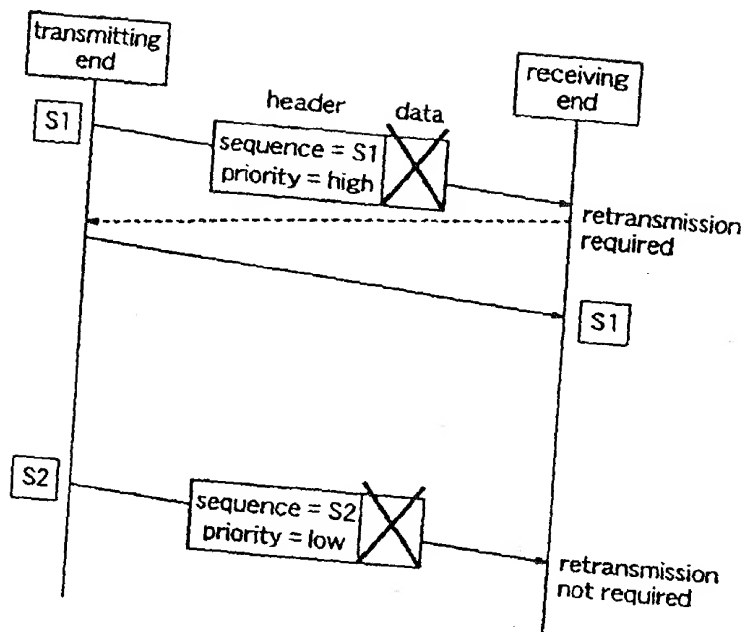 transmitting
end
receiving
end
header
data
S1
sequence = S1
priority = high
retransmission
required
S1
S2
sequence = S2
priority = low
retransmission
not required